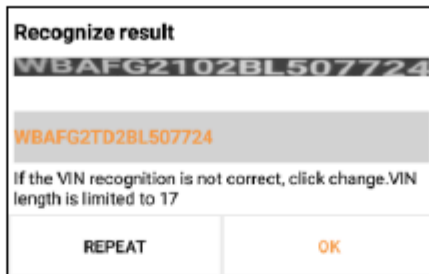 Recognize result
WBAFG2102BL507724
WBAFG2TD2BL507724
If the VIN recognition is not correct, click change.VIN
length is limited to 17
REPEAT
OK